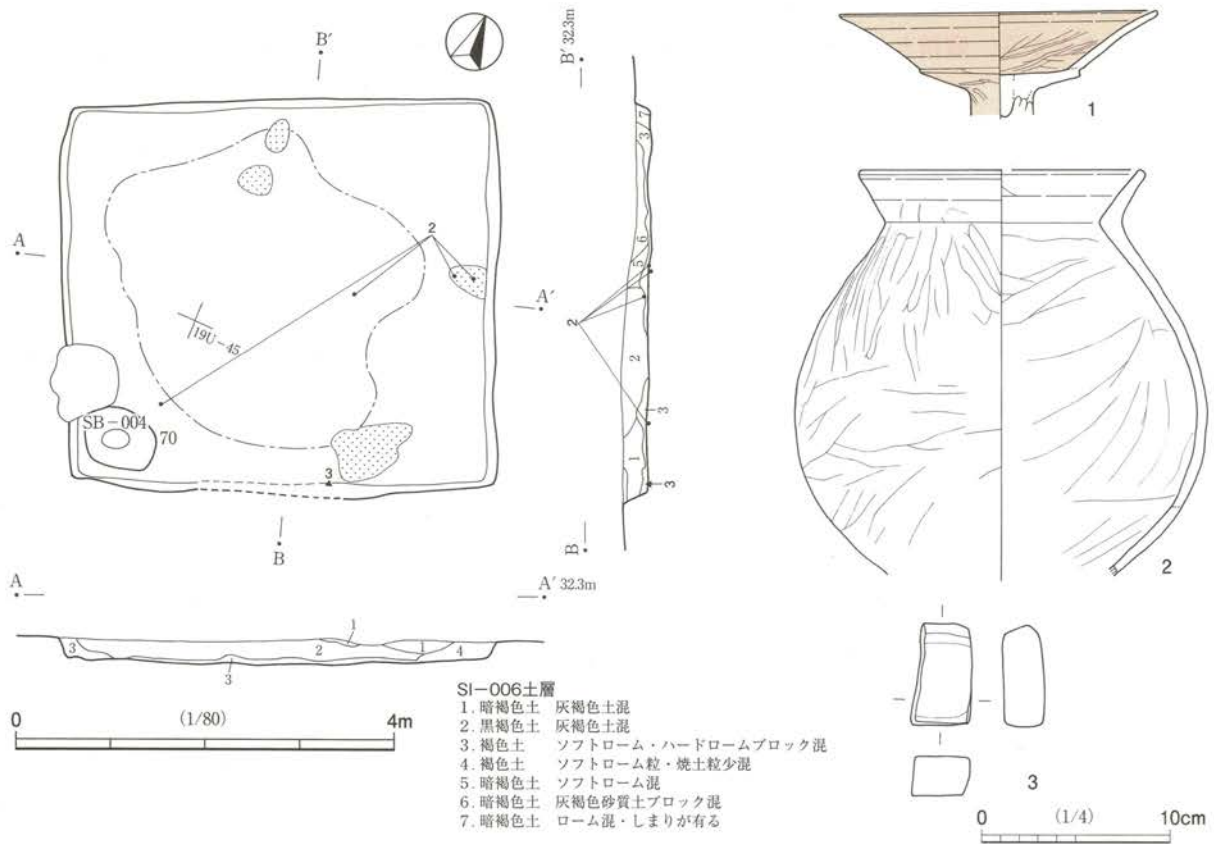 B′
B′ 32.3m
1
7
3
A
2
6
5
A′
2
19U-45
2
3
SB-004
70
1
3
3
B
B
2
A
A′ 32.3m
1
3
2
1
4
3
SI-006土層
1. 暗褐色土 灰褐色土混
2. 黒褐色土 灰褐色土混
3. 褐色土 ソフトローム・ハードロームブロック混
4. 褐色土 ソフトローム粒・焼土粒少混
5. 暗褐色土 ソフトローム混
6. 暗褐色土 灰褐色砂質土ブロック混
7. 暗褐色土 ローム混・しまりが有る
0 (1/80) 4m
3
0 (1/4) 10cm